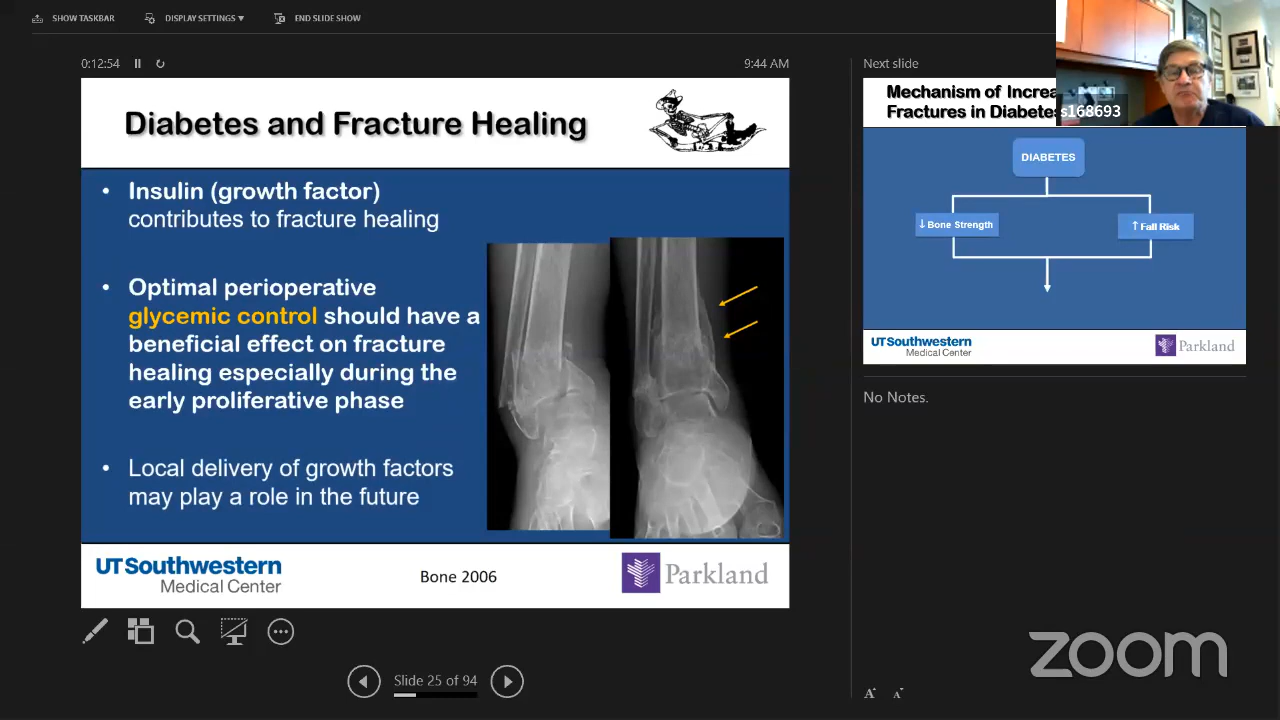 SHOW TASKBAR
DISPLAY SETTINGS ▾
END SLIDE SHOW
0:12:54
9:44 AM
Diabetes and Fracture Healing
• Insulin (growth factor)
contributes to fracture healing
• Optimal perioperative
glycemic control should have a
beneficial effect on fracture
healing especially during the
early proliferative phase
• Local delivery of growth factors
may play a role in the future
UT Southwestern
Medical Center
Bone 2006
Parkland
Slide 25 of 94
Next slide
Mechanism of Increa
Fractures in Diabete
s168693
DIABETES
↓ Bone Strength
↑ Fall Risk
UT Southwestern
Medical Center
Parkland
No Notes.
A A
zoom